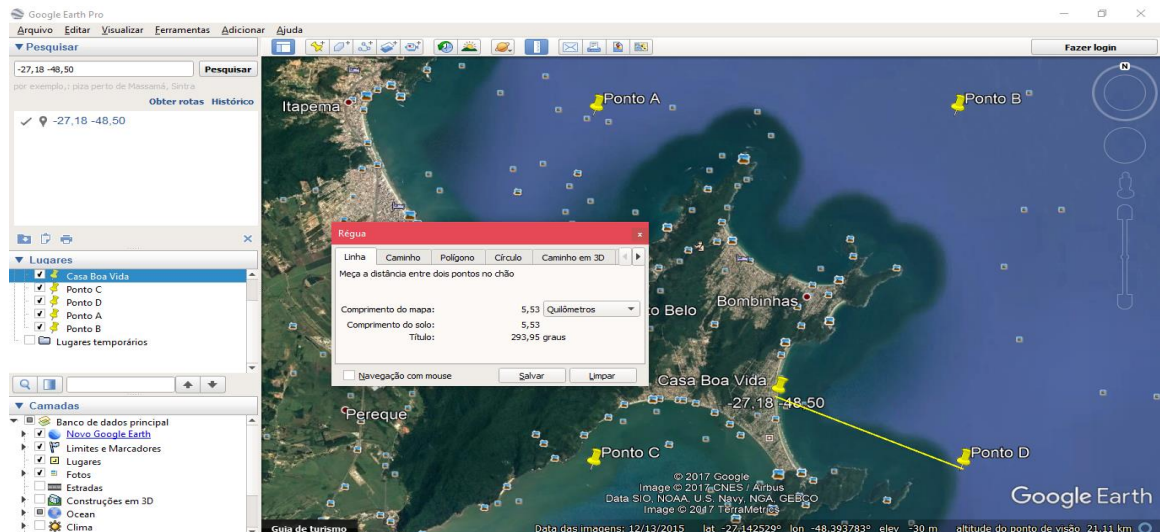 Google Earth Pro
Arquivo Editar Visualizar Ferramentas Adicionar Ajuda
▼ Pesquisar
Fazer login
-27,18 -48,50 Pesquisar
por exemplo,: piza perto de Massamá, Sintra
Obter rotas Histórico
-27,18 -48,50
▼ Lugares
Casa Boa Vida
Ponto C
Ponto D
Ponto A
Ponto B
Lugares temporários
▼ Camadas
Banco de dados principal
Novo Google Earth
Limites e Marcadores
Lugares
Fotos
Estradas
Construções em 3D
Ocean
Clima
N
Itapema
Ponto A
Ponto B
Régua
Linha Caminho Polígono Círculo Caminho em 3D
Meça a distância entre dois pontos no chão
Comprimento do mapa: 5,53 Quilômetros
Comprimento do solo: 5,53
Título: 293,95 graus
Navegação com mouse Salvar Limpar
to Belo
Bombinhas
Casa Boa Vida
-27,18 -48,50
Pereque
Ponto C
Ponto D
© 2017 Google
Image © 2017 CNES / Airbus
Data SIO, NOAA, U.S. Navy, NGA, GEBCO
Image © 2017 TerraMetrics
Google Earth
Guia de turismo
Data das imagens: 12/13/2015 lat -27.142529° lon -48.393783° elev -30 m altitude do ponto de visão 21.11 km